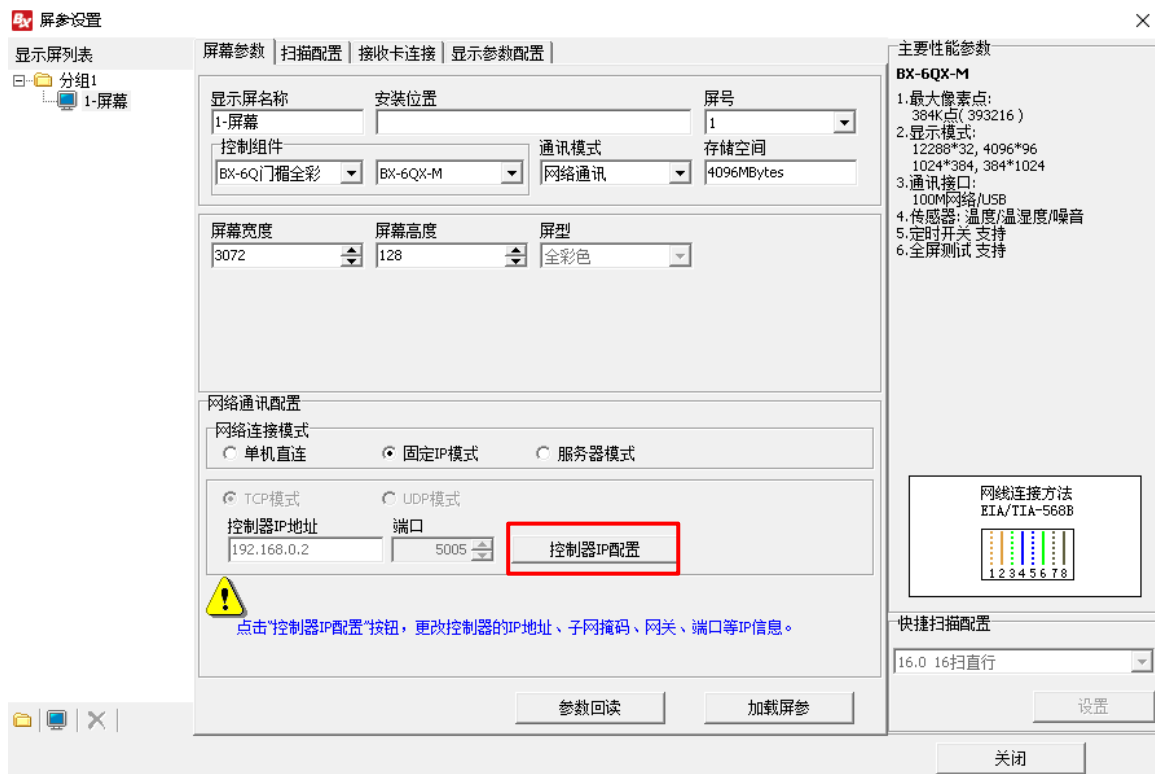 BX 屏参设置
显示屏列表
分组1
1-屏幕
屏幕参数 扫描配置 接收卡连接 显示参数配置
显示屏名称 安装位置 屏号
1-屏幕 1
控制组件 通讯模式 存储空间
BX-6Q门楣全彩 BX-6QX-M 网络通讯 4096MBytes
屏幕宽度 屏幕高度 屏型
3072 128 全彩色
网络通讯配置
网络连接模式
单机直连 固定IP模式 服务器模式
TCP模式 UDP模式
控制器IP地址 端口
192.168.0.2 5005 控制器IP配置
点击"控制器IP配置"按钮，更改控制器的IP地址、子网掩码、网关、端口等IP信息。
参数回读 加载屏参
主要性能参数
BX-6QX-M
1.最大像素点:
384K点( 393216 )
2.显示模式:
12288*32, 4096*96
1024*384, 384*1024
3.通讯接口:
100M网络/USB
4.传感器: 温度/温湿度/噪音
5.定时开关 支持
6.全屏测试 支持
网线连接方法
EIA/TIA-568B
1 2 3 4 5 6 7 8
快捷扫描配置
16.0 16扫直行
设置
关闭